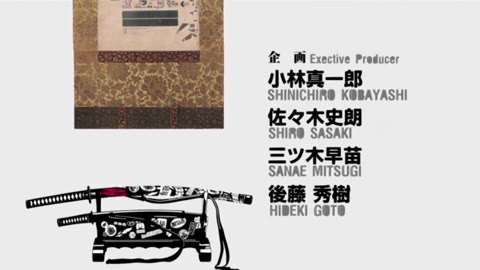 企 画 Exective Producer
小林真一郎
SHINICHIRO KOBAYASHI
佐々木史朗
SHIRO SASAKI
三ツ木早苗
SANAE MITSUGI
後藤 秀樹
HIDEKI GOTO